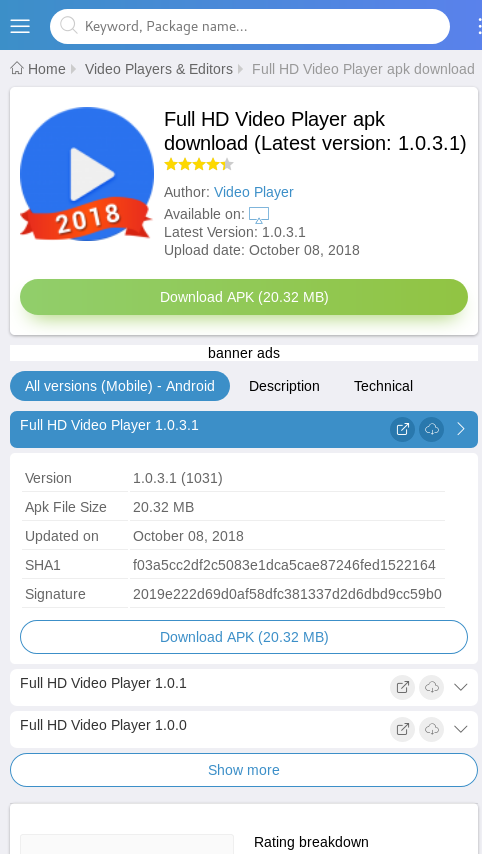 Keyword, Package name...
Home Video Players & Editors Full HD Video Player apk download
Full HD Video Player apk
download (Latest version: 1.0.3.1)
2018
Author: Video Player
Available on:
Latest Version: 1.0.3.1
Upload date: October 08, 2018
Download APK (20.32 MB)
banner ads
All versions (Mobile) - Android Description Technical
Full HD Video Player 1.0.3.1
Version 1.0.3.1 (1031)
Apk File Size 20.32 MB
Updated on October 08, 2018
SHA1 f03a5cc2df2c5083e1dca5cae87246fed1522164
Signature 2019e222d69d0af58dfc381337d2d6dbd9cc59b0
Download APK (20.32 MB)
Full HD Video Player 1.0.1
Full HD Video Player 1.0.0
Show more
Rating breakdown